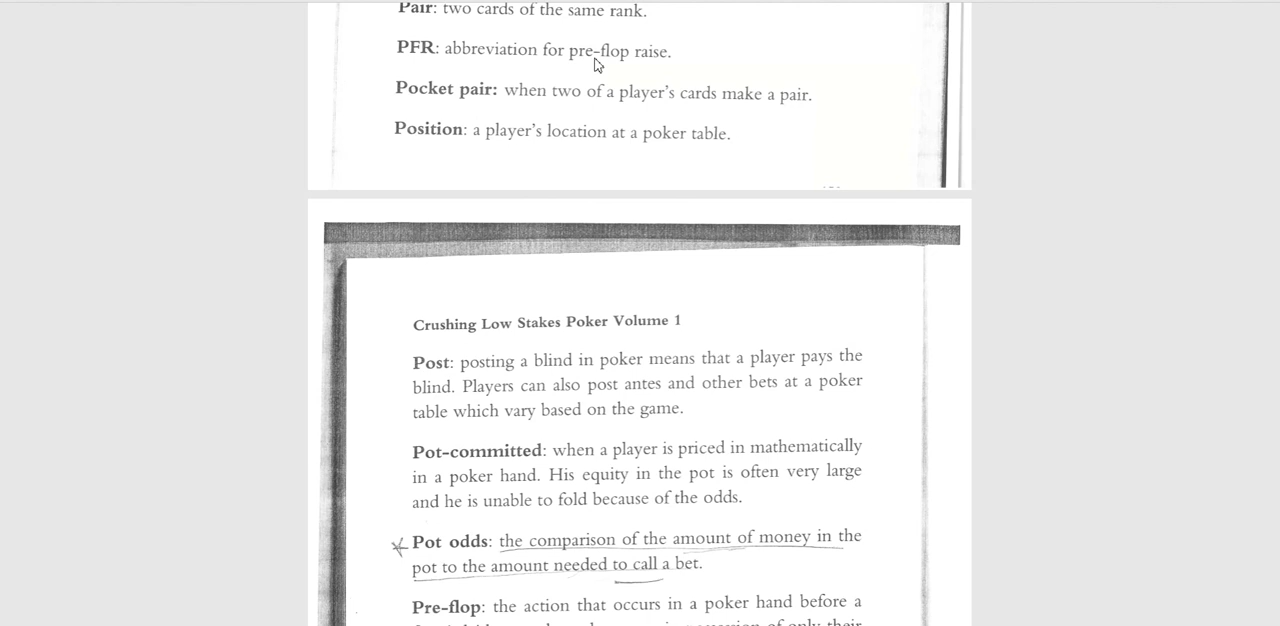 Pair: two cards of the same rank.
PFR: abbreviation for pre-flop raise.
Pocket pair: when two of a player's cards make a pair.
Position: a player's location at a poker table.
Crushing Low Stakes Poker Volume 1
Post: posting a blind in poker means that a player pays the
blind. Players can also post antes and other bets at a poker
table which vary based on the game.
Pot-committed: when a player is priced in mathematically
in a poker hand. His equity in the pot is often very large
and he is unable to fold because of the odds.
Pot odds: the comparison of the amount of money in the
pot to the amount needed to call a bet.
Pre-flop: the action that occurs in a poker hand before a
of only their